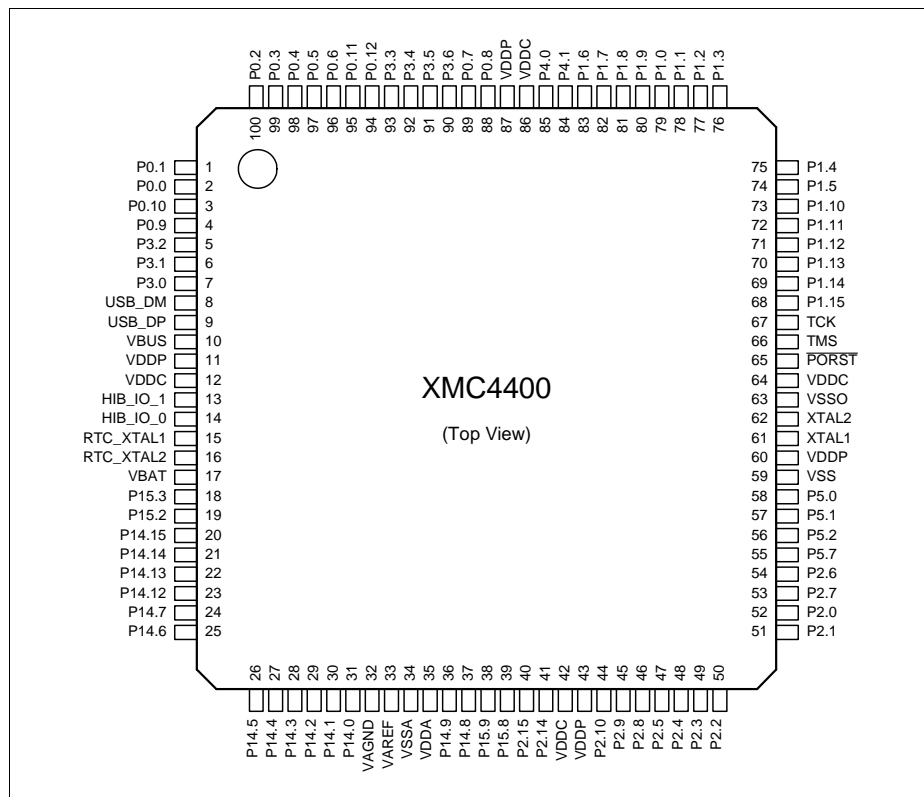 P0.2 P0.3 P0.4 P0.5 P0.6 P0.11 P0.12 P3.3 P3.4 P3.5 P3.6 P0.7 P0.8 VDDP VDDC P4.0 P4.1 P1.6 P1.7 P1.8 P1.9 P1.0 P1.1 P1.2 P1.3
100 99 98 97 96 95 94 93 92 91 90 89 88 87 86 85 84 83 82 81 80 79 78 77 76
P0.1 1 75 P1.4
P0.0 2 74 P1.5
P0.10 3 73 P1.10
P0.9 4 72 P1.11
P3.2 5 71 P1.12
P3.1 6 70 P1.13
P3.0 7 69 P1.14
USB_DM 8 68 P1.15
USB_DP 9 67 TCK
VBUS 10 66 TMS
VDDP 11 65 PORST
VDDC 12 64 VDDC
HIB_IO_1 13 63 VSSO
HIB_IO_0 14 62 XTAL2
RTC_XTAL1 15 61 XTAL1
RTC_XTAL2 16 60 VDDP
VBAT 17 59 VSS
P15.3 18 58 P5.0
P15.2 19 57 P5.1
P14.15 20 56 P5.2
P14.14 21 55 P5.7
P14.13 22 54 P2.6
P14.12 23 53 P2.7
P14.7 24 52 P2.0
P14.6 25 51 P2.1
XMC4400
(Top View)
26 27 28 29 30 31 32 33 34 35 36 37 38 39 40 41 42 43 44 45 46 47 48 49 50
P14.5 P14.4 P14.3 P14.2 P14.1 P14.0 VAGND VAREF VSSA VDDA P14.9 P14.8 P15.9 P15.8 P2.15 P2.14 VDDC VDDP P2.10 P2.9 P2.8 P2.5 P2.4 P2.3 P2.2